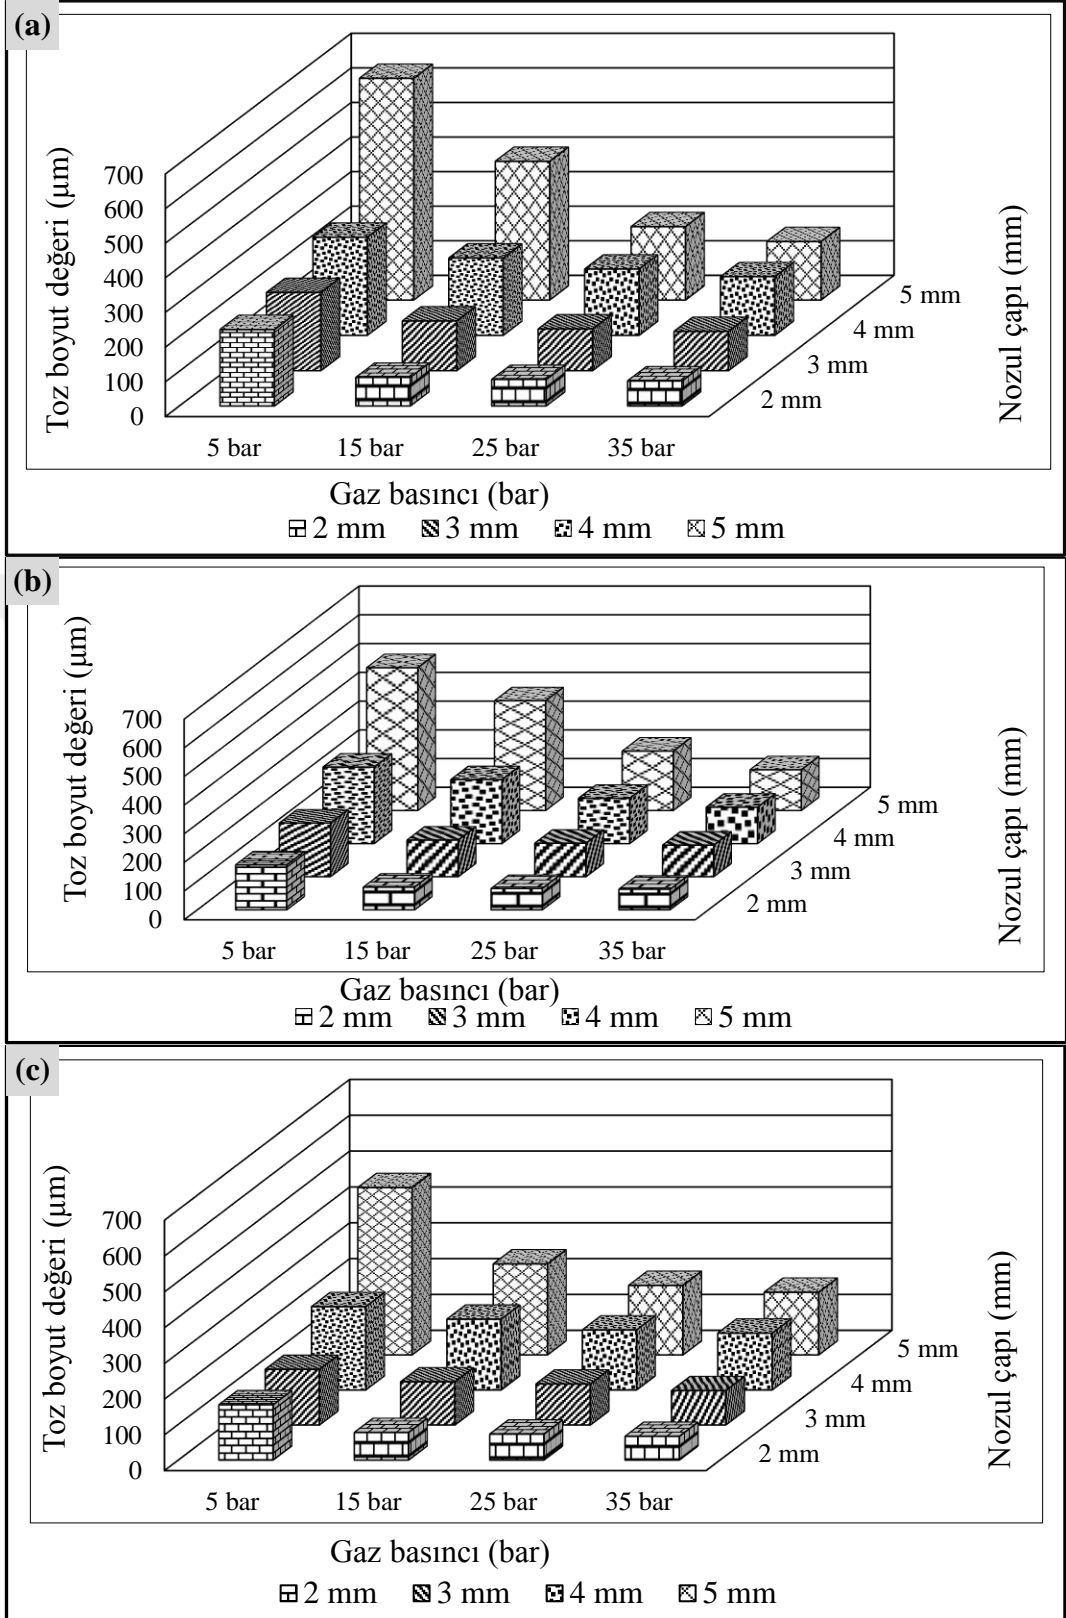 (a)
Toz boyut değeri (μm)
700
600
500
400
300
200
100
0
5 bar 15 bar 25 bar 35 bar
2 mm
3 mm
4 mm
5 mm
Nozul çapı (mm)
Gaz basıncı (bar)
2 mm 3 mm 4 mm 5 mm
(b)
Toz boyut değeri (μm)
700
600
500
400
300
200
100
0
5 bar 15 bar 25 bar 35 bar
2 mm
3 mm
4 mm
5 mm
Nozul çapı (mm)
Gaz basıncı (bar)
2 mm 3 mm 4 mm 5 mm
(c)
Toz boyut değeri (μm)
700
600
500
400
300
200
100
0
5 bar 15 bar 25 bar 35 bar
2 mm
3 mm
4 mm
5 mm
Nozul çapı (mm)
Gaz basıncı (bar)
2 mm 3 mm 4 mm 5 mm